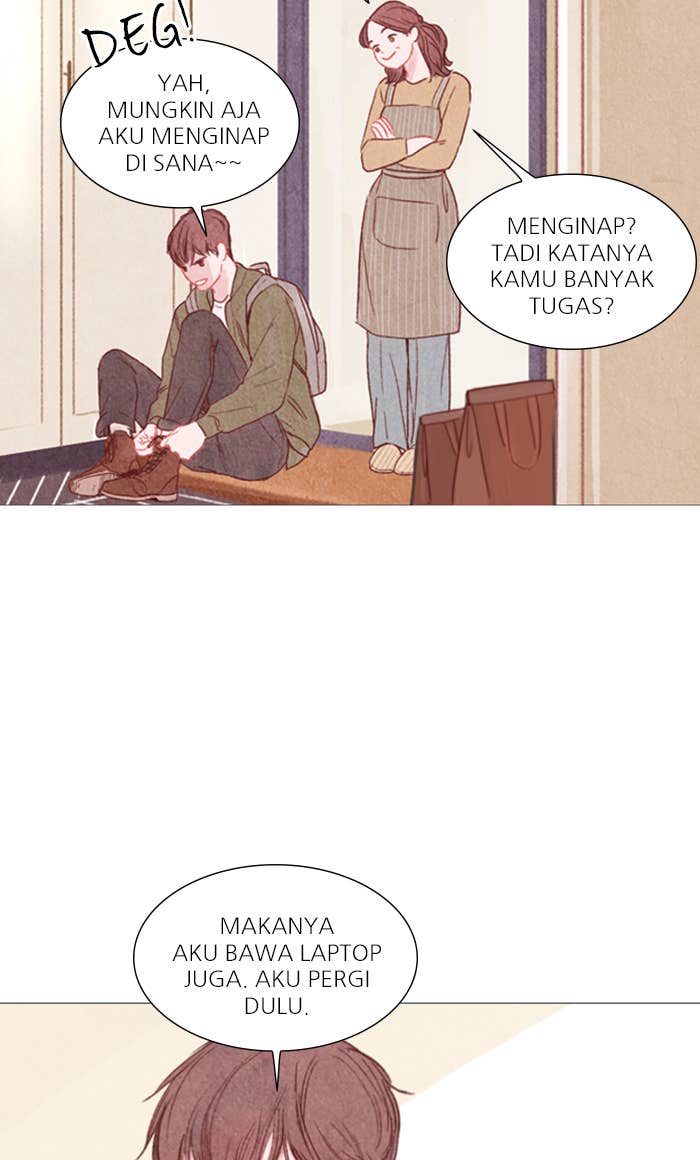 DEG!
YAH,
MUNGKIN AJA
AKU MENGINAP
DI SANA~~
MENGINAP?
TADI KATANYA
KAMU BANYAK
TUGAS?
MAKANYA
AKU BAWA LAPTOP
JUGA. AKU PERGI
DULU.